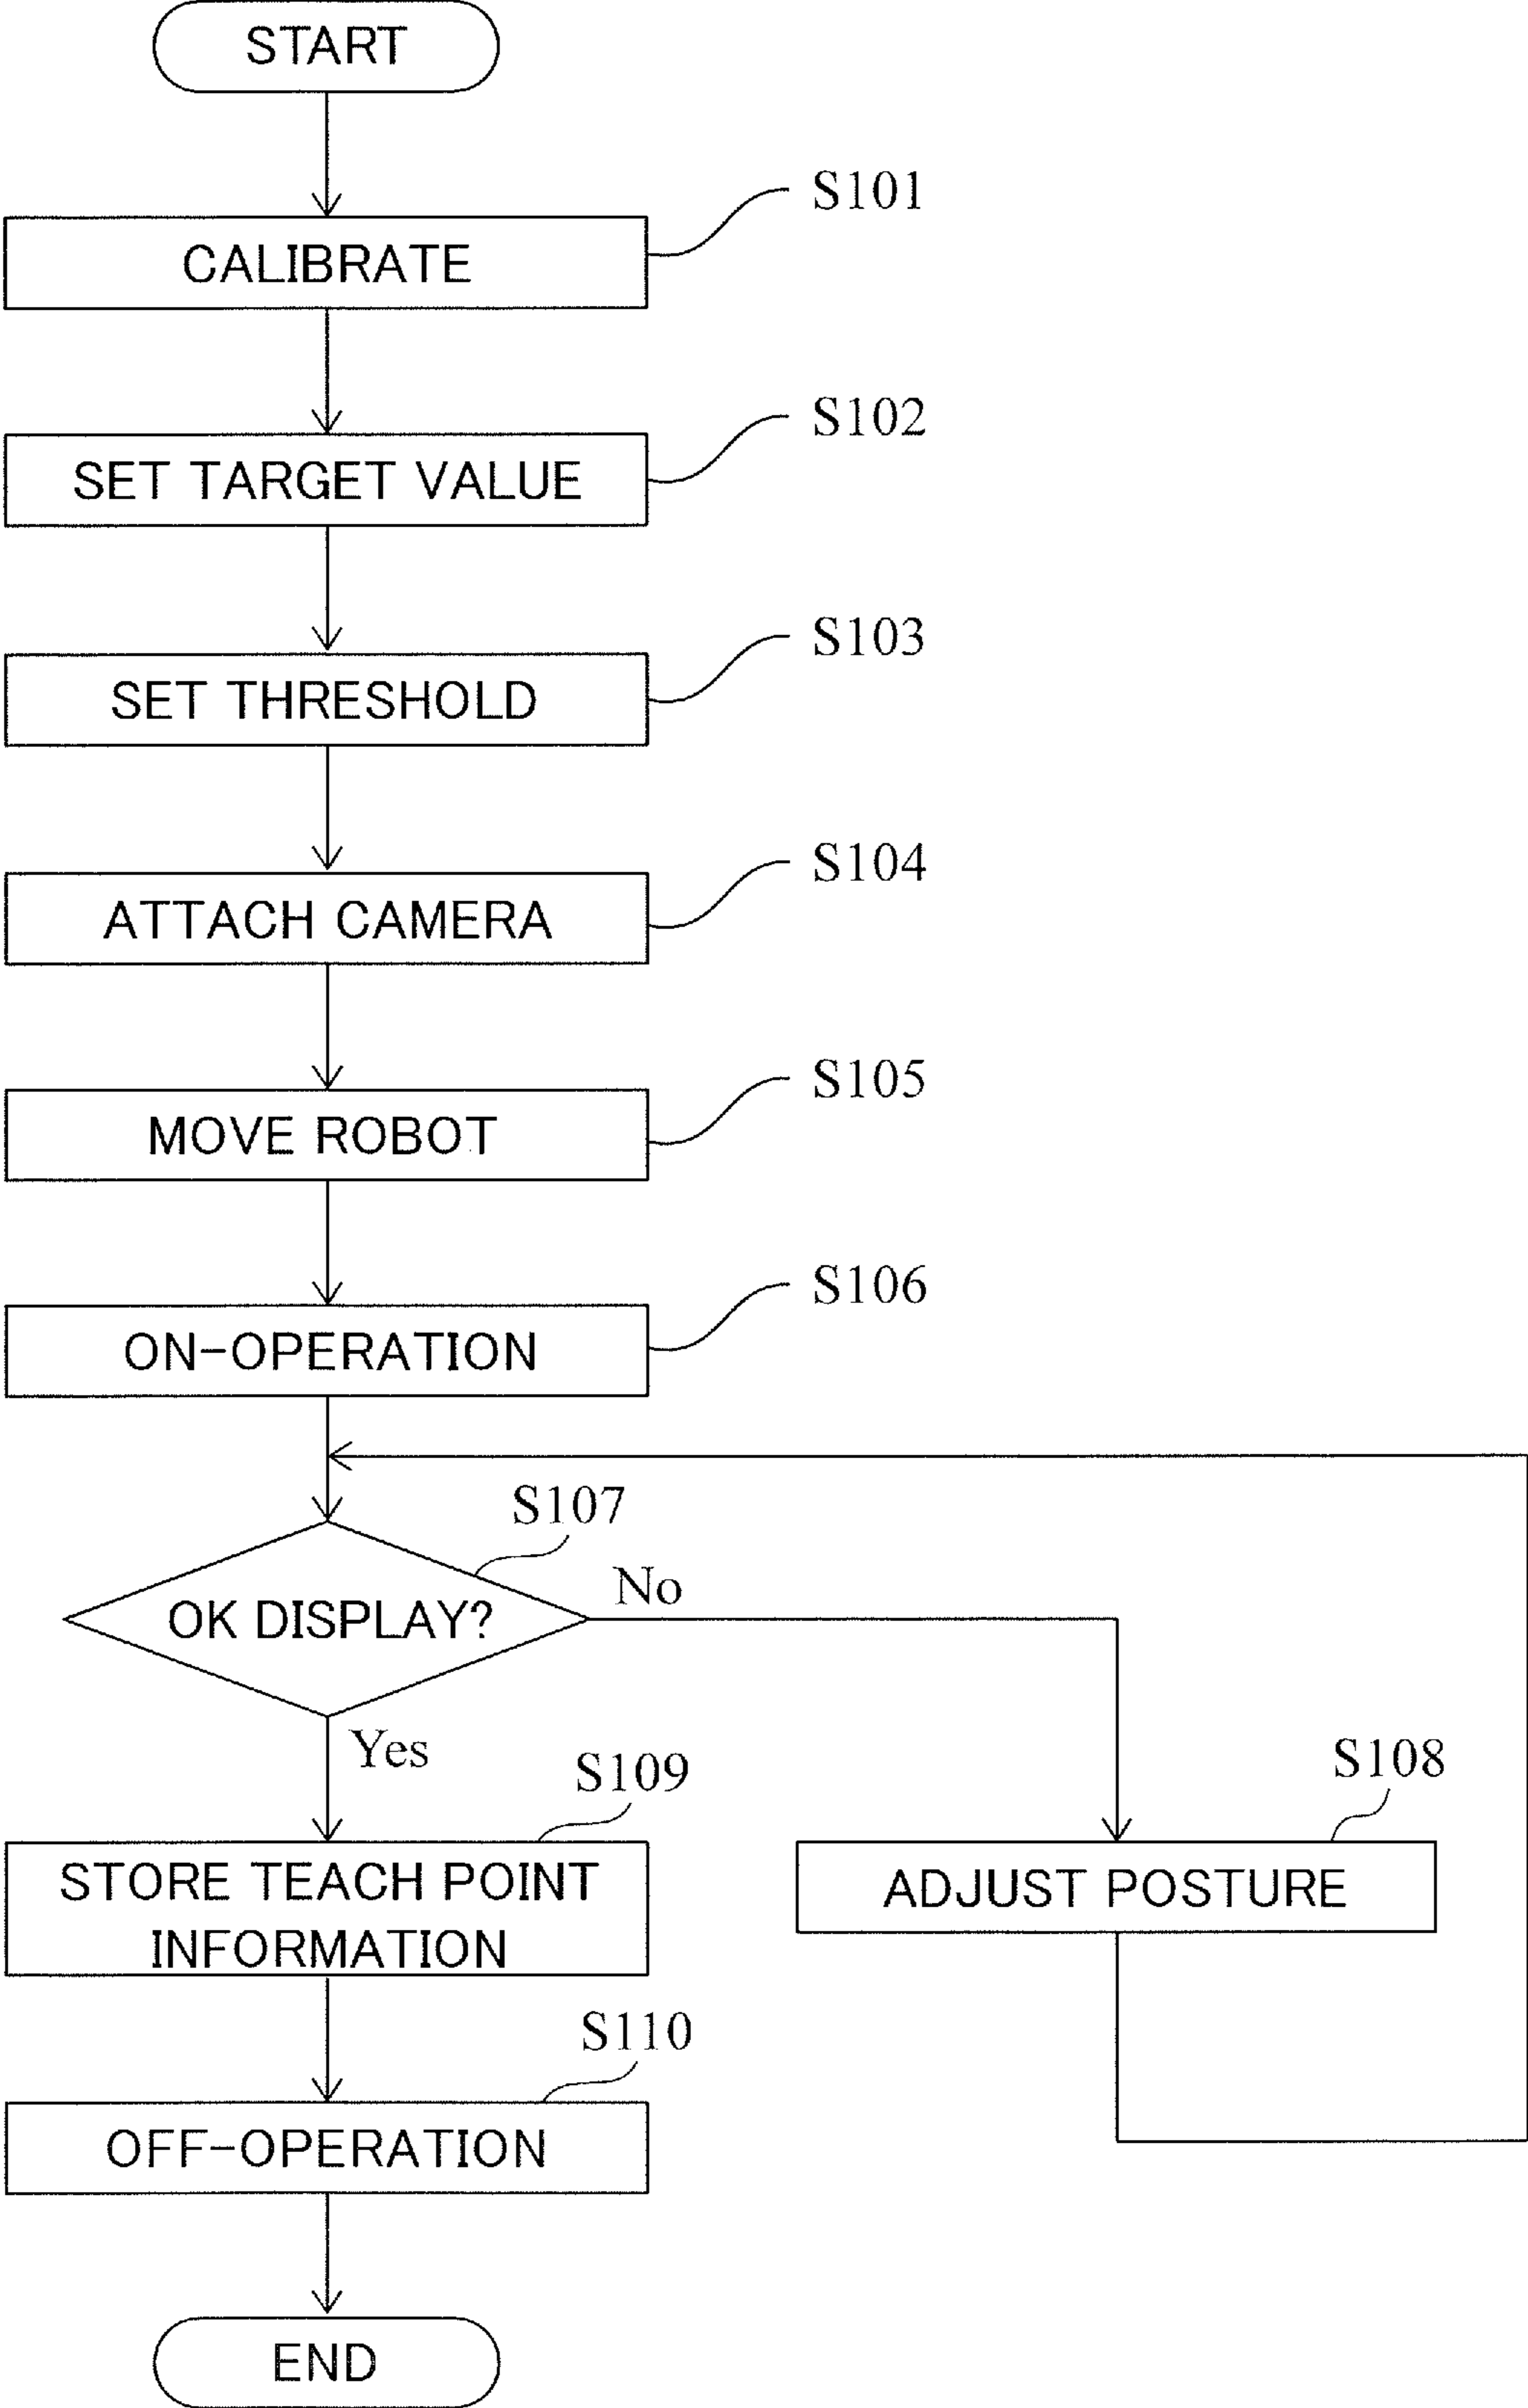 START
S101
CALIBRATE
S102
SET TARGET VALUE
S103
SET THRESHOLD
S104
ATTACH CAMERA
S105
MOVE ROBOT
S106
ON-OPERATION
S107
OK DISPLAY?
No
Yes
S109
STORE TEACH POINT
INFORMATION
S108
ADJUST POSTURE
S110
OFF-OPERATION
END